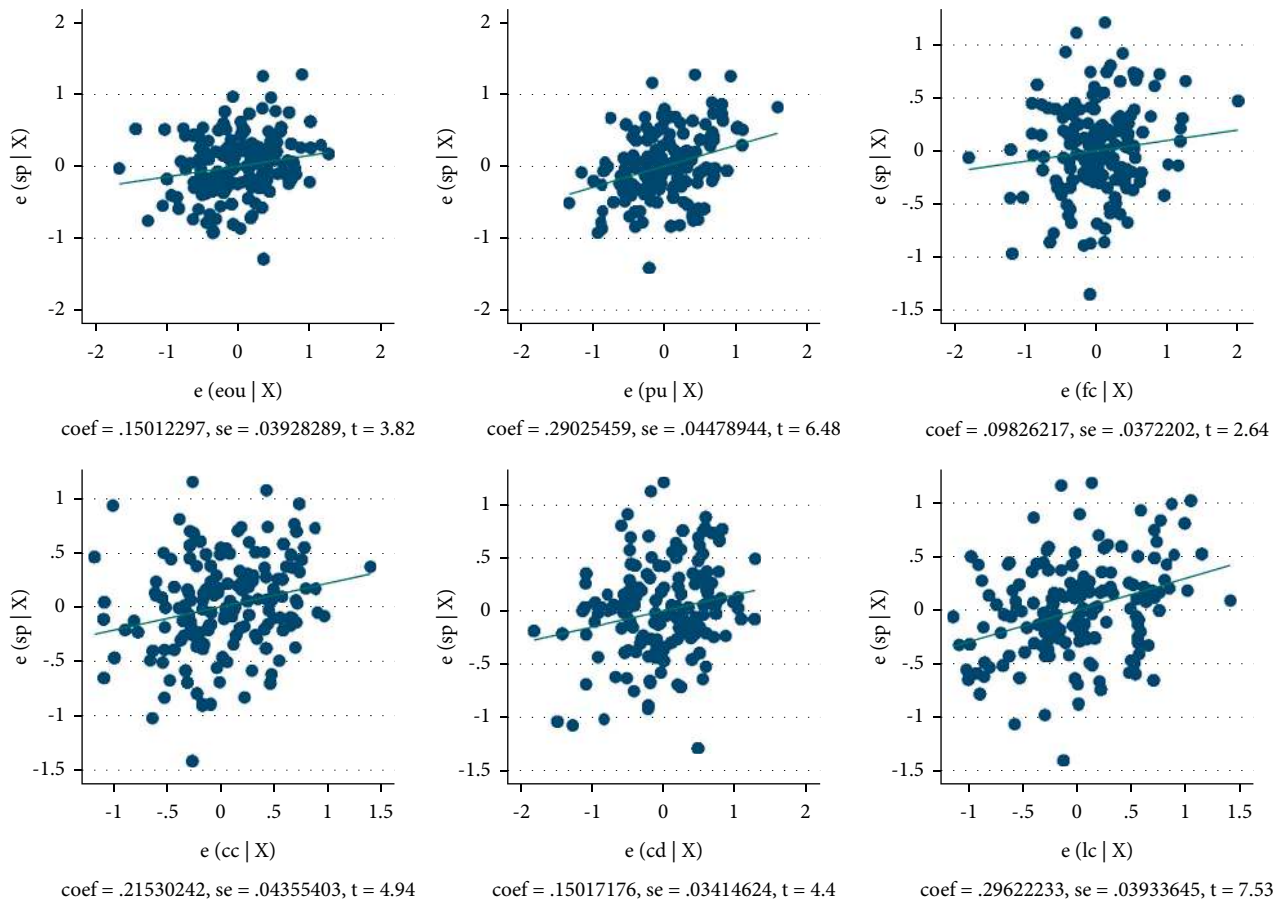 2
1
0
-1
-2
e (sp | X)
-2 -1 0 1 2
e (eou | X)
coef = .15012297, se = .03928289, t = 3.82
2
1
0
-1
-2
e (sp | X)
-2 -1 0 1 2
e (pu | X)
coef = .29025459, se = .04478944, t = 6.48
1
.5
0
-.5
-1
-1.5
e (sp | X)
-2 -1 0 1 2
e (fc | X)
coef = .09826217, se = .0372202, t = 2.64
1
.5
0
-.5
-1
-1.5
e (sp | X)
-1 -.5 0 .5 1 1.5
e (cc | X)
coef = .21530242, se = .04355403, t = 4.94
1
.5
0
-.5
-1
-1.5
e (sp | X)
-2 -1 0 1 2
e (cd | X)
coef = .15017176, se = .03414624, t = 4.4
1
.5
0
-.5
-1
-1.5
e (sp | X)
-1 -.5 0 .5 1 1.5
e (lc | X)
coef = .29622233, se = .03933645, t = 7.53